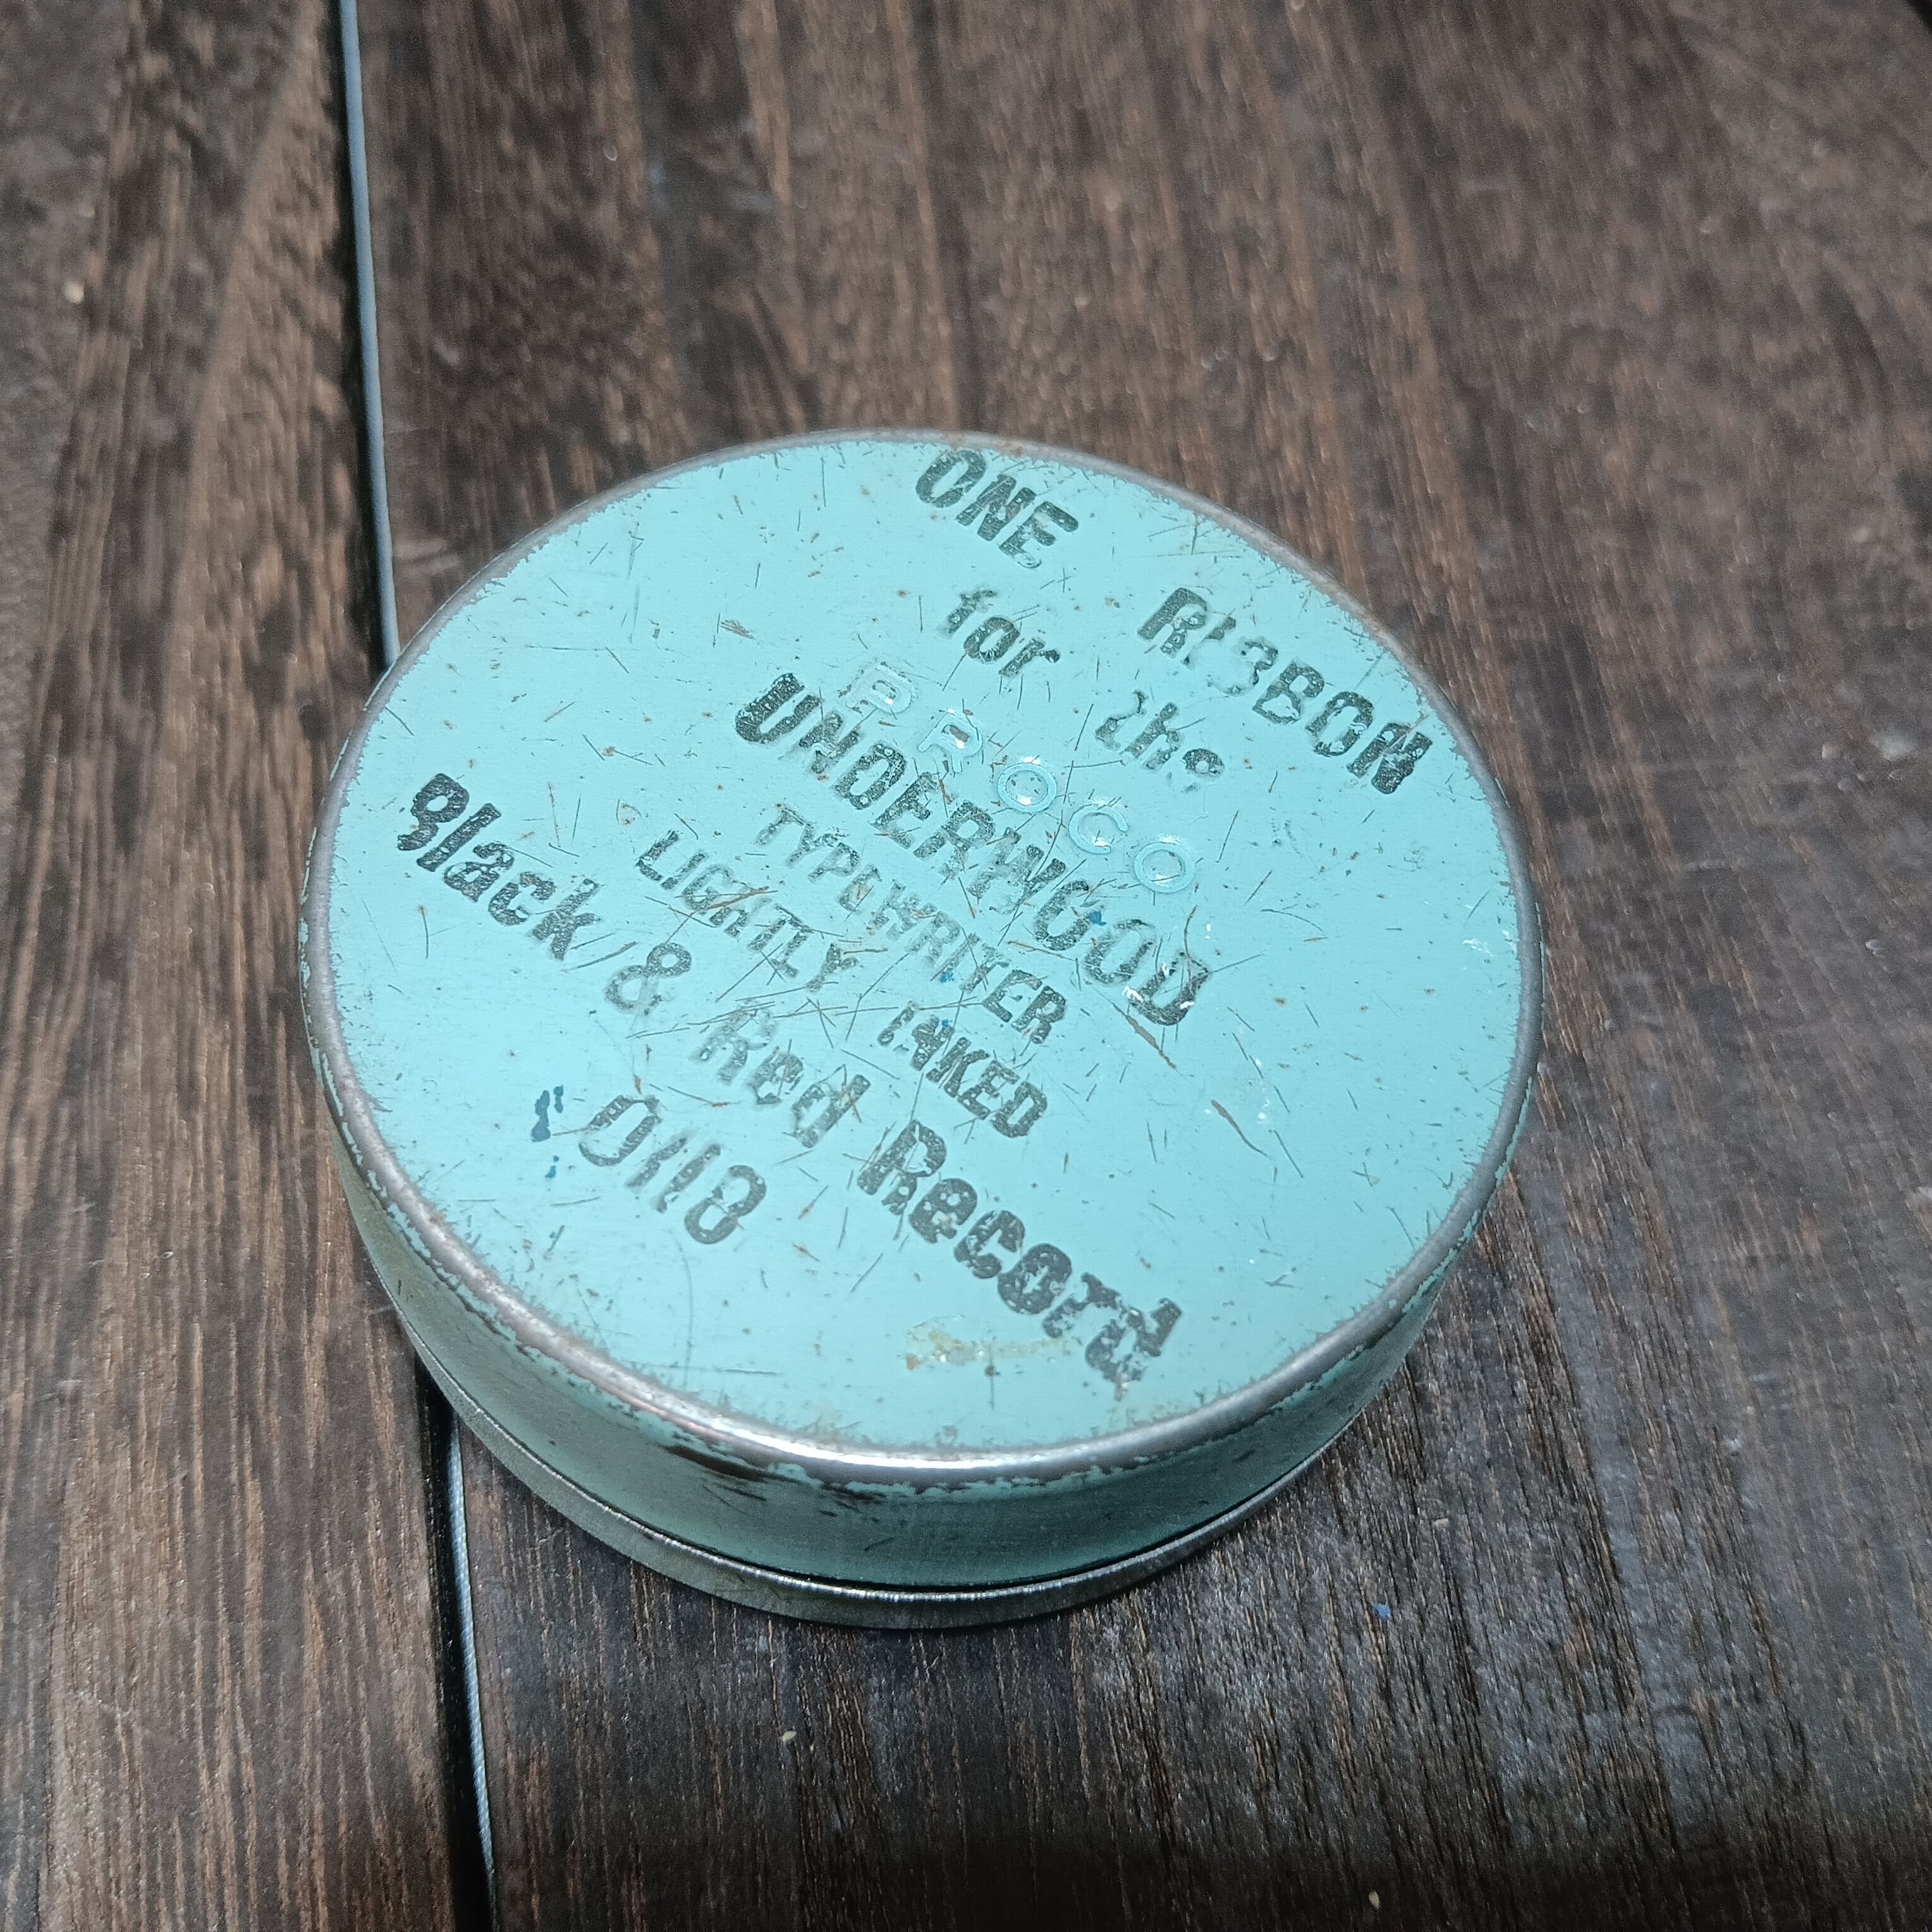 ONE RIBBON
for the
PROCO
UNDERWOOD
TYPEWRITER
LIGHTLY INKED
Black & Red Record
0118